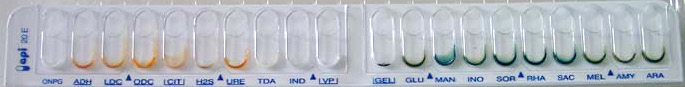 api 20 E
ONPG ADH LDC ODC |CIT| H2S URE TDA IND |VP| |GEL| GLU MAN INO SOR RHA SAC MEL AMY ARA